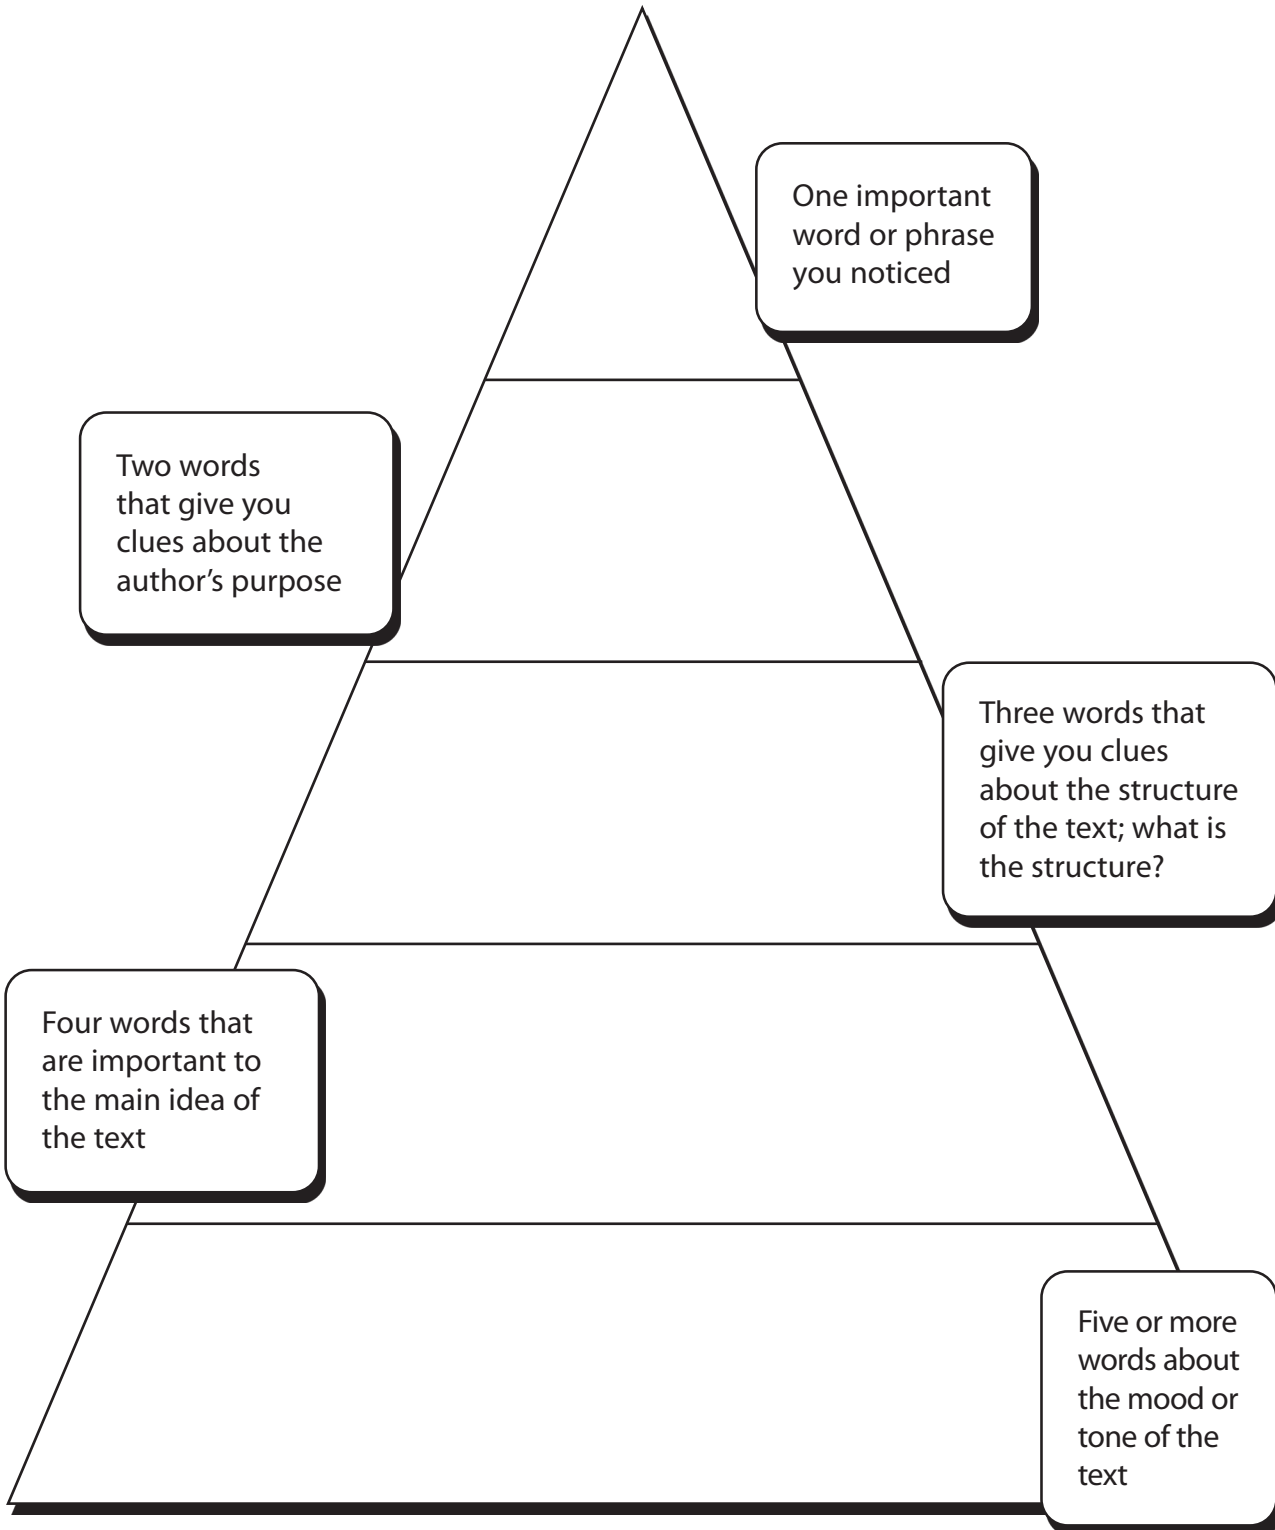 One important
word or phrase
you noticed
Two words
that give you
clues about the
author’s purpose
Three words that
give you clues
about the structure
of the text; what is
the structure?
Four words that
are important to
the main idea of
the text
Five or more
words about
the mood or
tone of the
text